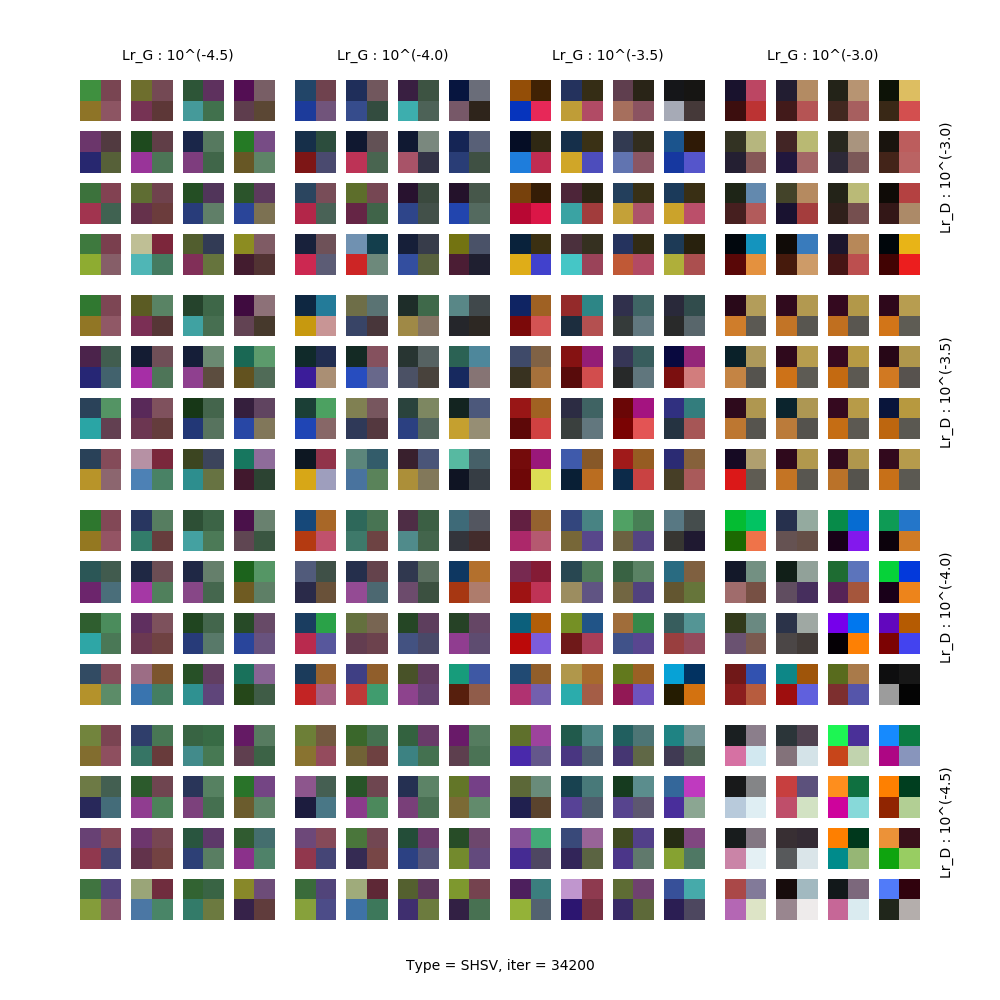 Lr_G : 10^(-4.5)
Lr_G : 10^(-4.0)
Lr_G : 10^(-3.5)
Lr_G : 10^(-3.0)
Lr_D : 10^(-3.0)
Lr_D : 10^(-3.5)
Lr_D : 10^(-4.0)
Lr_D : 10^(-4.5)
Type = SHSV, iter = 34200